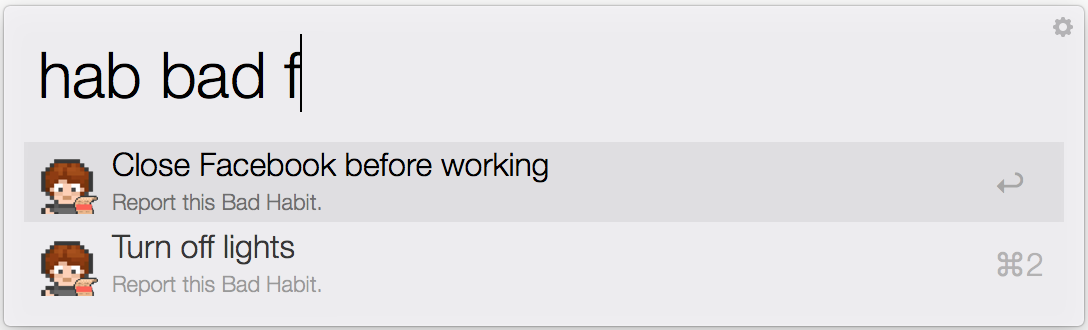 hab bad f
Close Facebook before working
Report this Bad Habit.
Turn off lights
Report this Bad Habit.
⌘2